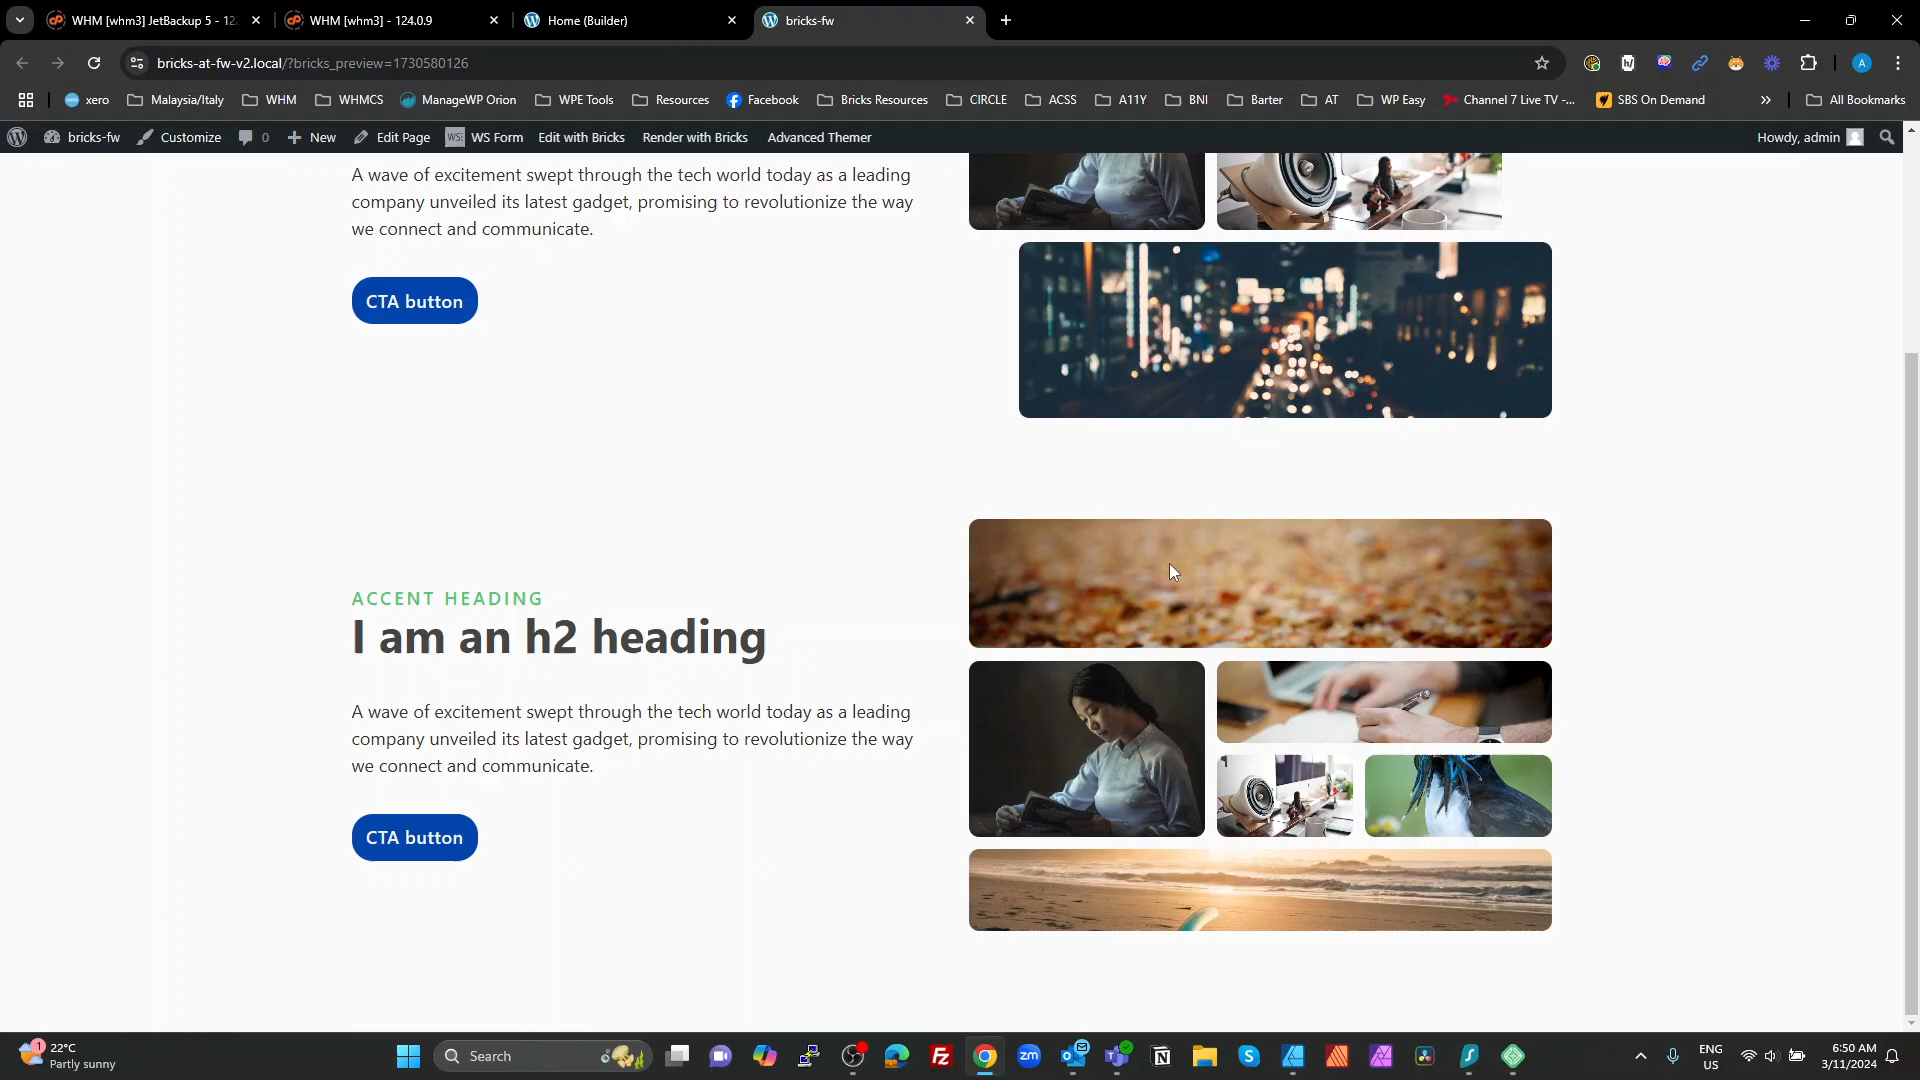 WHM [whm3] JetBackup 5 - 12
WHM [whm3] - 124.0.9
Home (Builder)
bricks-fw
bricks-at-fw-v2.local/?bricks_preview=1730580126
A
xero
Malaysia/Italy
WHM
WHMCS
ManageWP Orion
WPE Tools
Resources
Facebook
Bricks Resources
CIRCLE
ACSS
A11Y
BNI
Barter
AT
WP Easy
Channel 7 Live TV -...
SBS On Demand
»
All Bookmarks
bricks-fw
Customize
0
New
Edit Page
WS Form
Edit with Bricks
Render with Bricks
Advanced Themer
Howdy, admin
A wave of excitement swept through the tech world today as a leading
company unveiled its latest gadget, promising to revolutionize the way
we connect and communicate.
CTA button
ACCENT HEADING
I am an h2 heading
A wave of excitement swept through the tech world today as a leading
company unveiled its latest gadget, promising to revolutionize the way
we connect and communicate.
CTA button
1
22°C
Partly sunny
Search
ENG
US
6:50 AM
3/11/2024